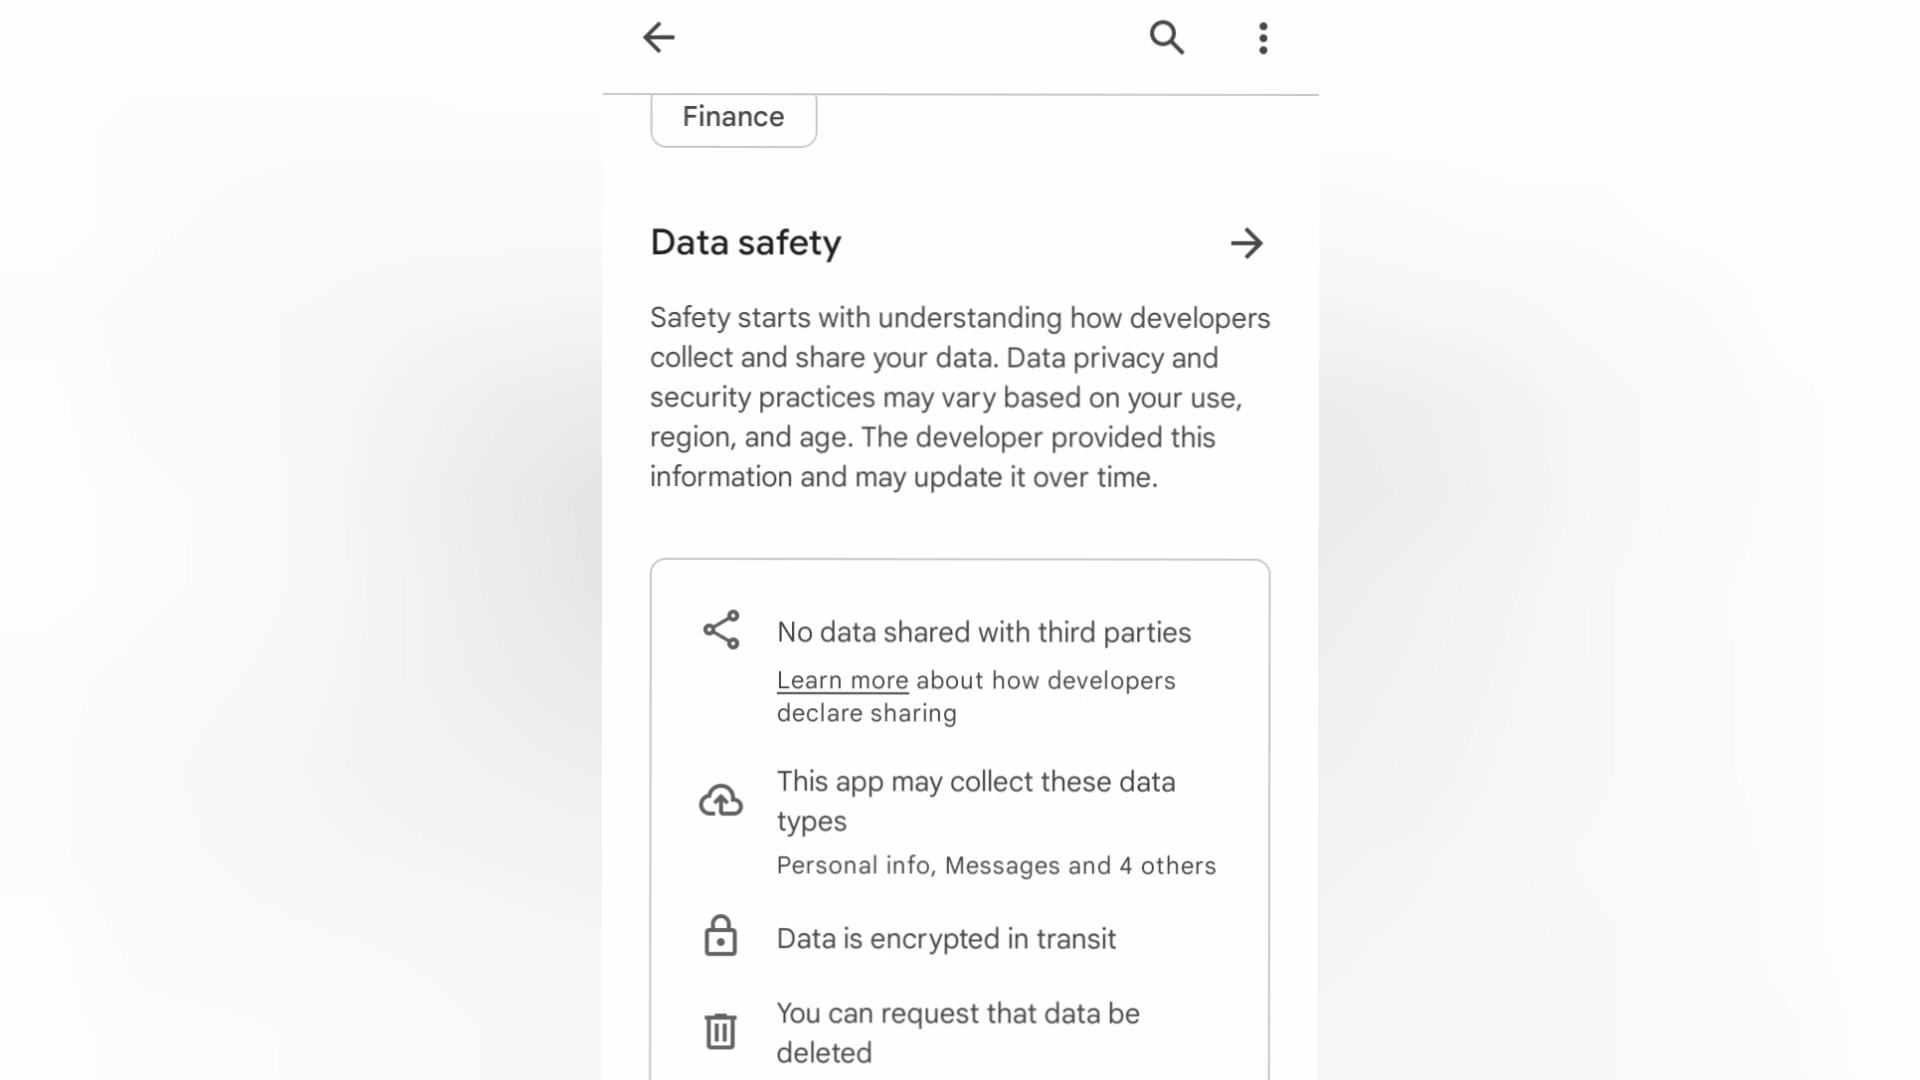 Finance
Data safety
Safety starts with understanding how developers
collect and share your data. Data privacy and
security practices may vary based on your use,
region, and age. The developer provided this
information and may update it over time.
No data shared with third parties
Learn more about how developers
declare sharing
This app may collect these data
types
Personal info, Messages and 4 others
Data is encrypted in transit
You can request that data be
deleted